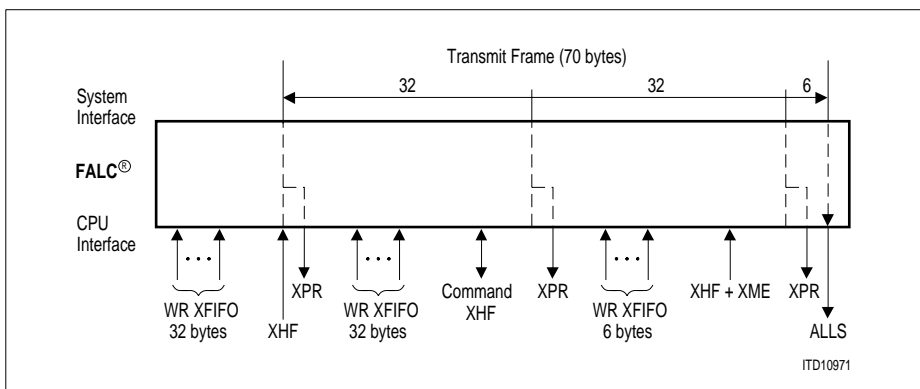 Transmit Frame (70 bytes)
32
32
6
System
Interface
FALC®
CPU
Interface
• • •
• • •
• • •
WR XFIFO
32 bytes
XHF
XPR
WR XFIFO
32 bytes
Command
XHF
XPR
WR XFIFO
6 bytes
XHF + XME
XPR
ALLS
ITD10971